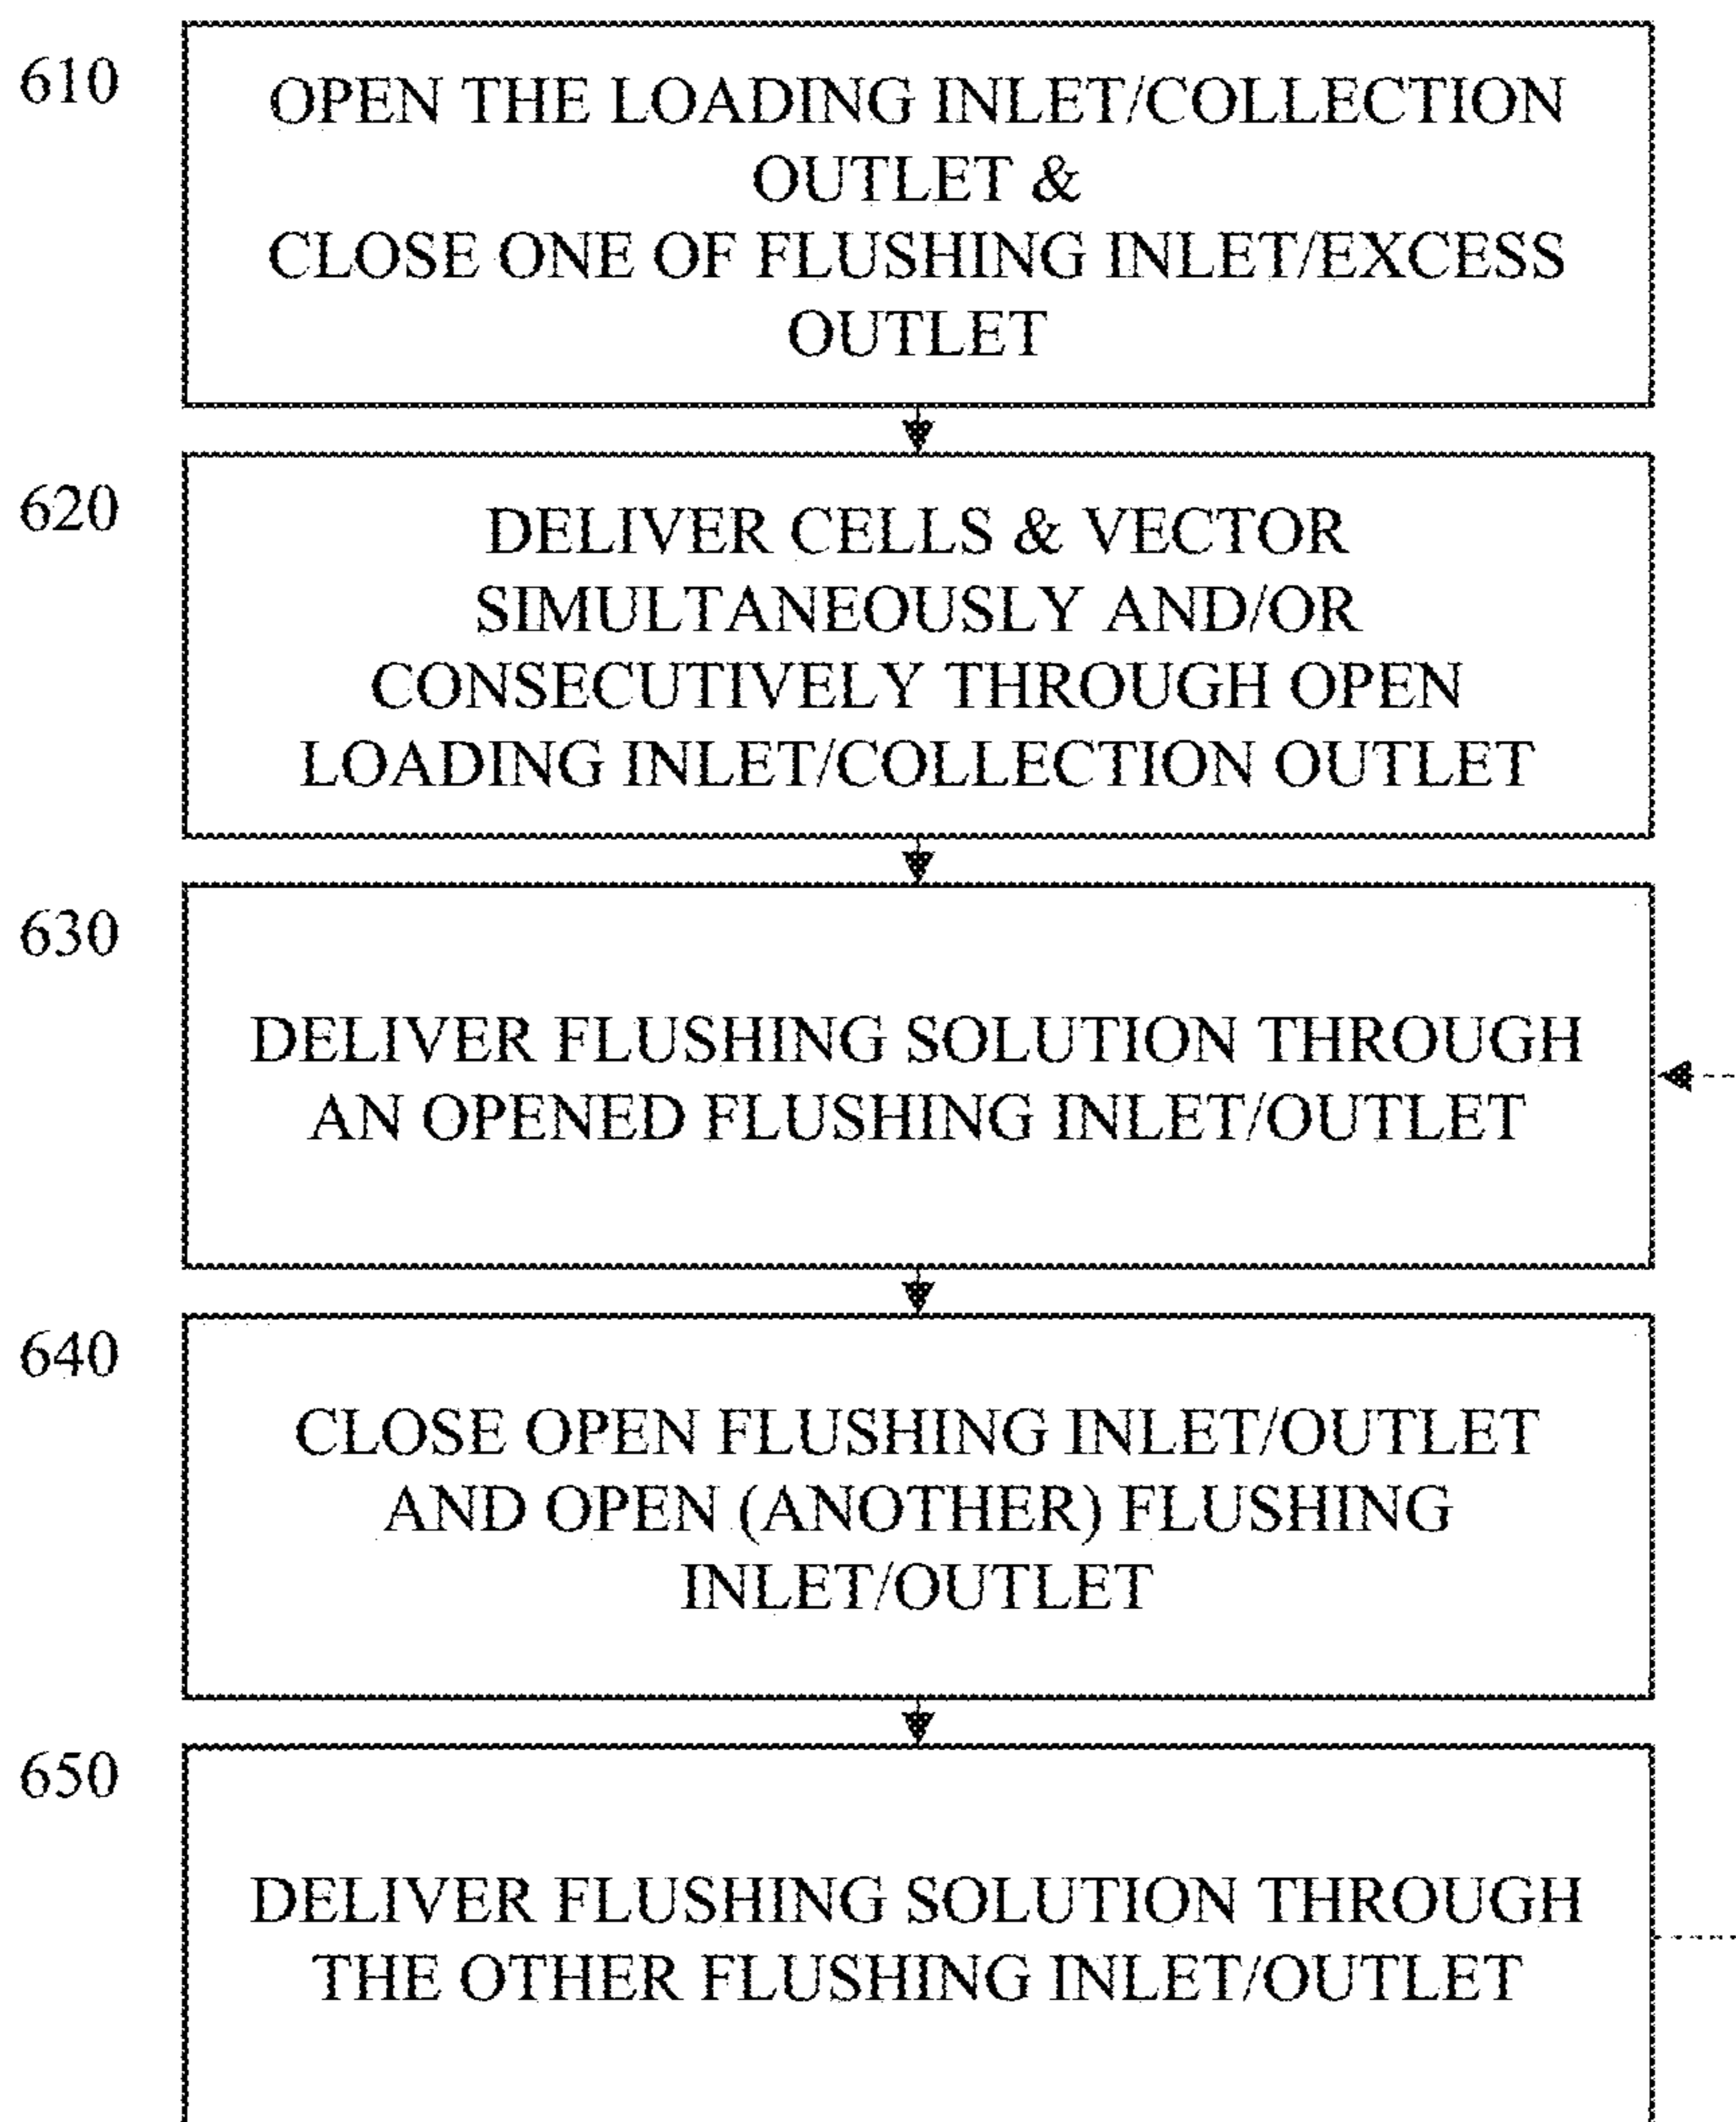 610
OPEN THE LOADING INLET/COLLECTION
OUTLET &
CLOSE ONE OF FLUSHING INLET/EXCESS
OUTLET
620
DELIVER CELLS & VECTOR
SIMULTANEOUSLY AND/OR
CONSECUTIVELY THROUGH OPEN
LOADING INLET/COLLECTION OUTLET
630
DELIVER FLUSHING SOLUTION THROUGH
AN OPENED FLUSHING INLET/OUTLET
640
CLOSE OPEN FLUSHING INLET/OUTLET
AND OPEN (ANOTHER) FLUSHING
INLET/OUTLET
650
DELIVER FLUSHING SOLUTION THROUGH
THE OTHER FLUSHING INLET/OUTLET